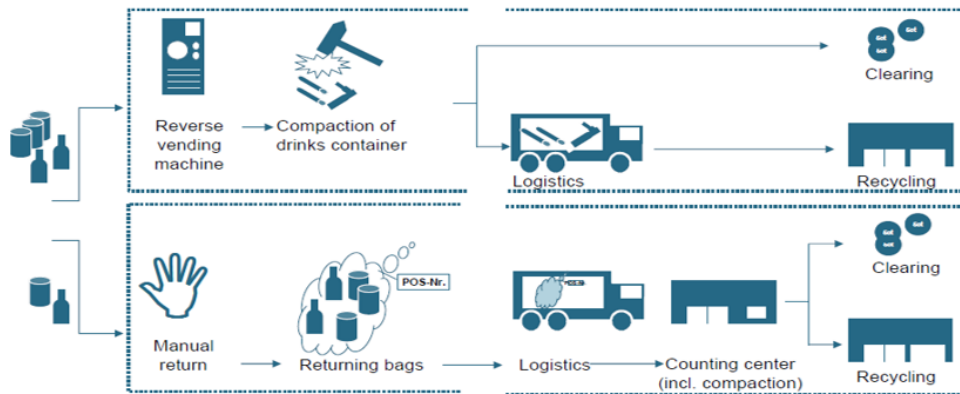 Reverse
vending
machine
Compaction of
drinks container
Logistics
Clearing
Recycling
Manual
return
POS-Nr.
Returning bags
Logistics
Counting center
(incl. compaction)
Clearing
Recycling